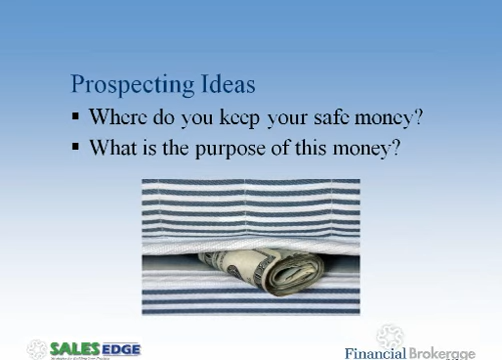 Prospecting Ideas
▪ Where do you keep your safe money?
▪ What is the purpose of this money?
SALES EDGE
Financial Brokerage